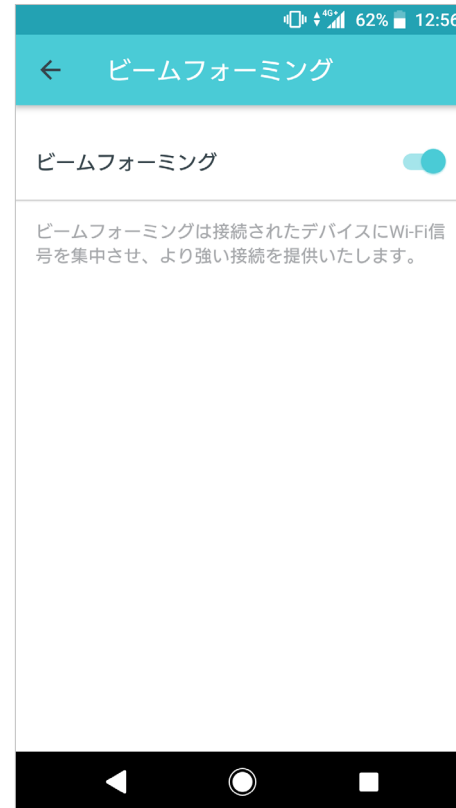 4G+ 62% 12:56
ビームフォーミング
ビームフォーミング
ビームフォーミングは接続されたデバイスにWi-Fi信
号を集中させ、より強い接続を提供いたします。